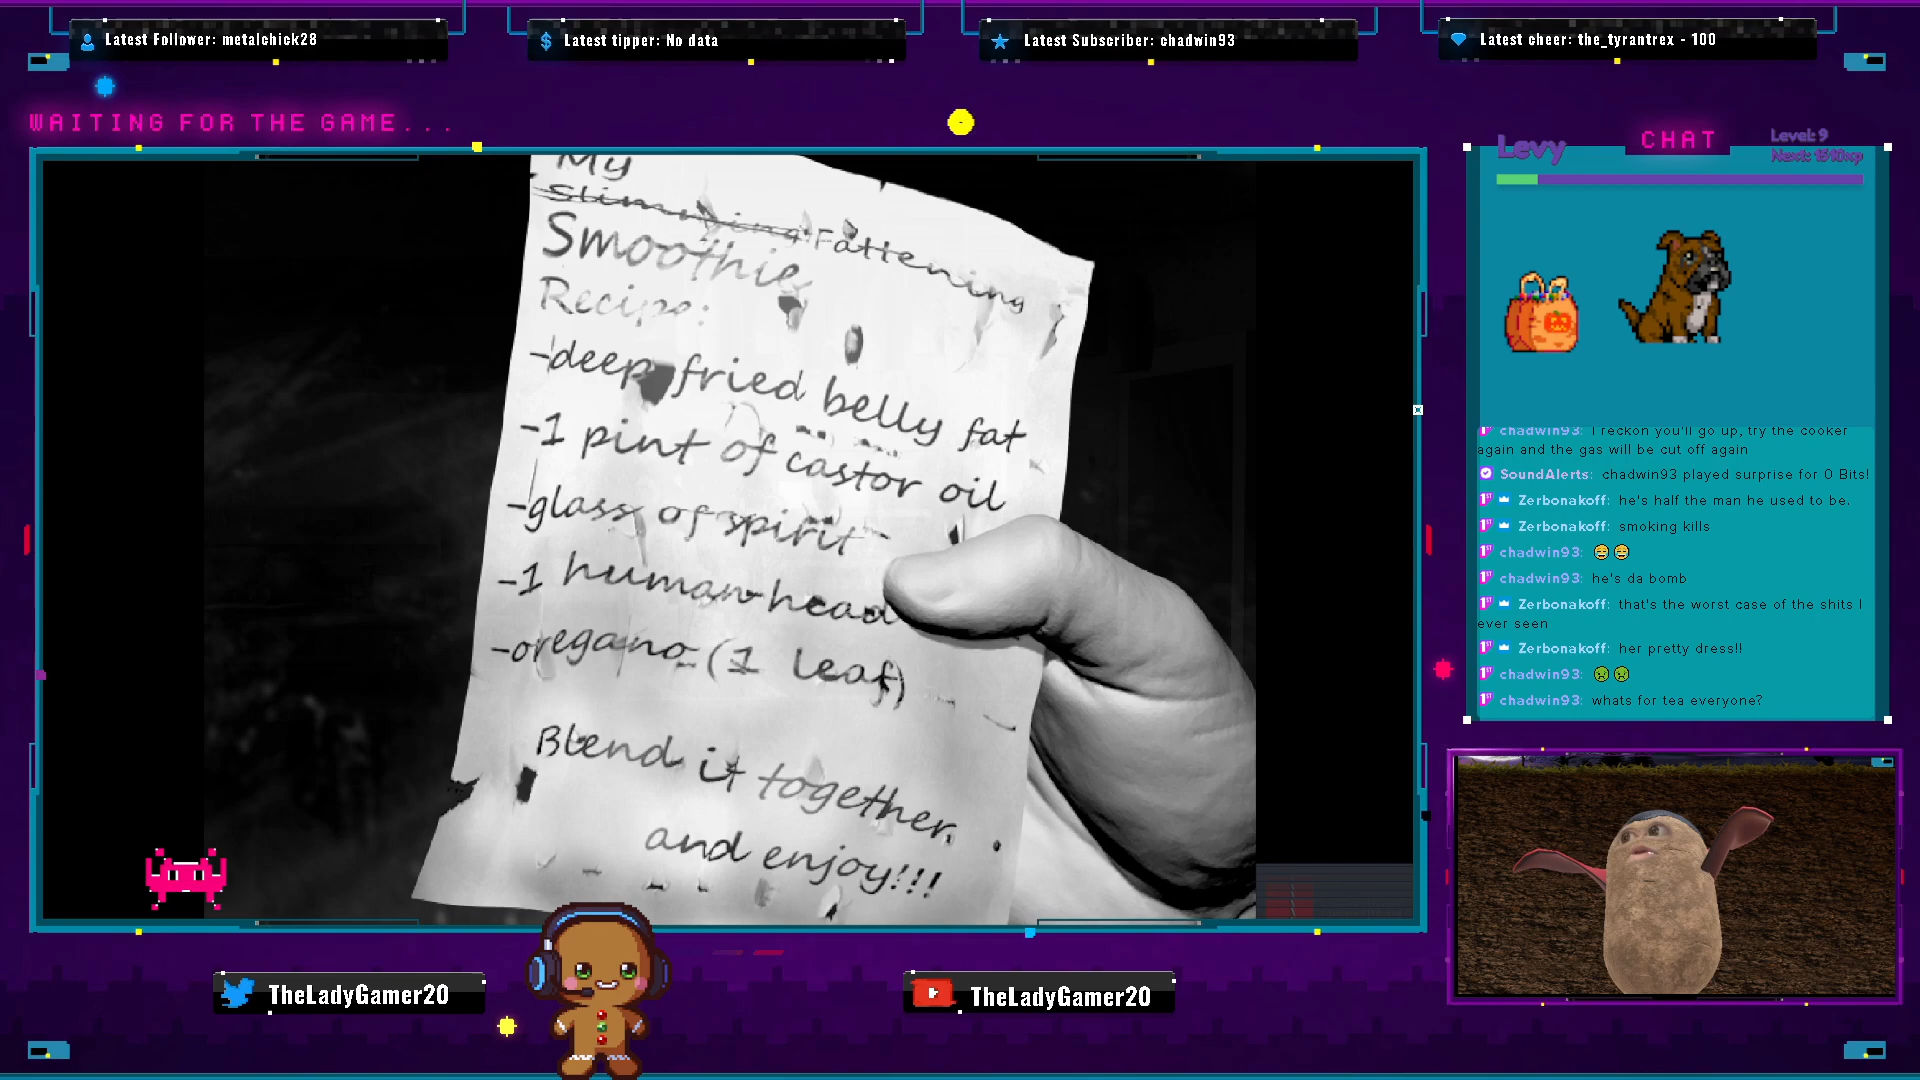 Latest Follower: metalchick28
Latest tipper: No data
Latest Subscriber: chadwin93
Latest cheer: the_tyrantrex - 100
WAITING FOR THE GAME...
CHAT
Levy
Level: 9
Next: 1540xp
My
Slimming Fattening
Smoothie
Recipe:
-deep fried belly fat
-1 pint of castor oil
-glass of spirit
-1 human head
-oregano (1 leaf)
Blend it together,
and enjoy!!!
chadwin93: I reckon you'll go up, try the cooker
again and the gas will be cut off again
SoundAlerts: chadwin93 played surprise for 0 Bits!
Zerbonakoff: he's half the man he used to be.
Zerbonakoff: smoking kills
chadwin93: 😄😄
chadwin93: he's da bomb
Zerbonakoff: that's the worst case of the shits I
ever seen
Zerbonakoff: her pretty dress!!
chadwin93: 🤢🤢
chadwin93: whats for tea everyone?
TheLadyGamer20
TheLadyGamer20